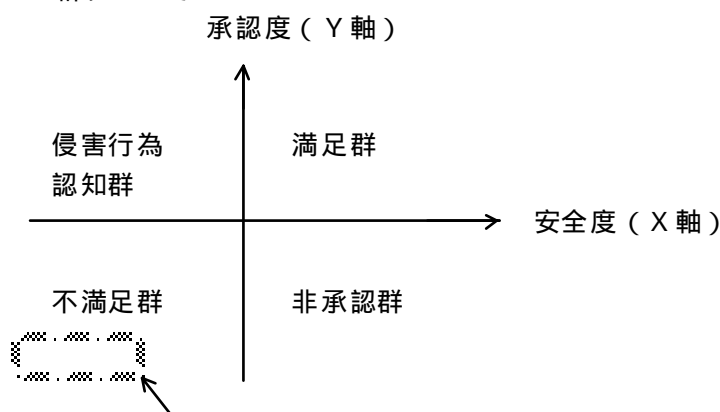 承認度(Y軸)
侵害行為
認知群
満足群
安全度(X軸)
不満足群
非承認群